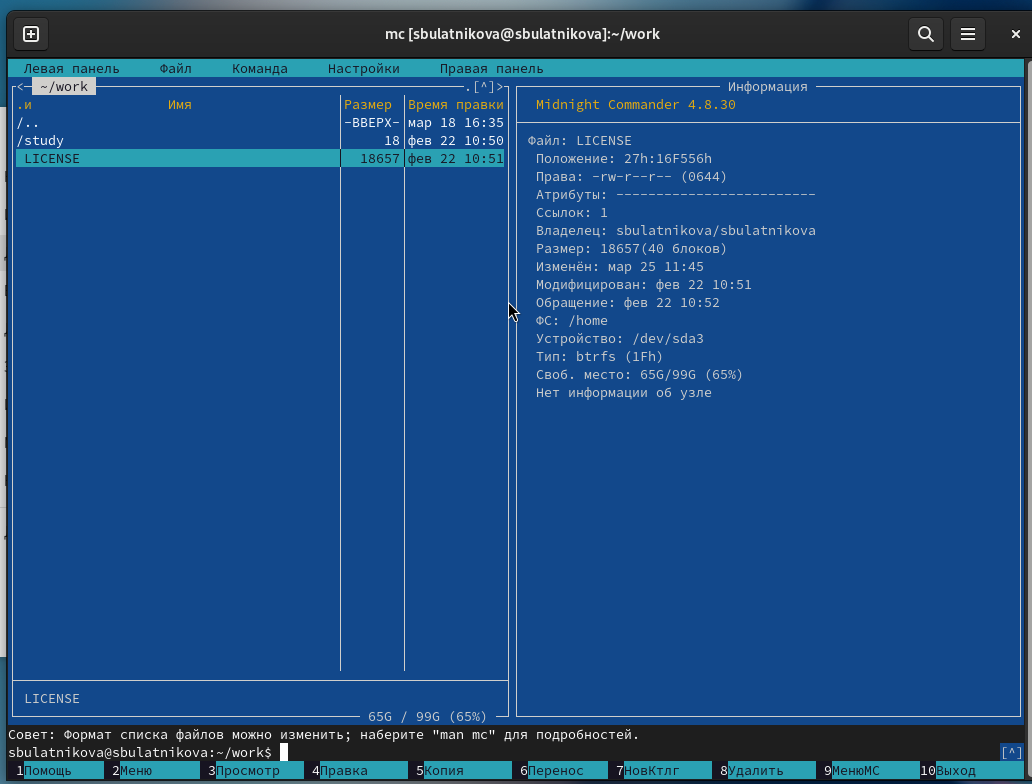 mc [sbulatnikova@sbulatnikova]:~/work
Левая панель Файл Команда Настройки Правая панель
<─ ~/work ─.[^]>
.и Имя Размер Время правки
/.. -ВВЕРХ- мар 18 16:35
/study 18 фев 22 10:50
LICENSE 18657 фев 22 10:51
LICENSE
65G / 99G (65%)
Информация
Midnight Commander 4.8.30
Файл: LICENSE
Положение: 27h:16F556h
Права: -rw-r--r-- (0644)
Атрибуты: -------------------------
Ссылок: 1
Владелец: sbulatnikova/sbulatnikova
Размер: 18657(40 блоков)
Изменён: мар 25 11:45
Модифицирован: фев 22 10:51
Обращение: фев 22 10:52
ФС: /home
Устройство: /dev/sda3
Тип: btrfs (1Fh)
Своб. место: 65G/99G (65%)
Нет информации об узле
Совет: Формат списка файлов можно изменить; наберите "man mc" для подробностей.
sbulatnikova@sbulatnikova:~/work$ [^]
1Помощь 2Меню 3Просмотр 4Правка 5Копия 6Перенос 7НовКтлг 8Удалить 9МенюMC 10Выход